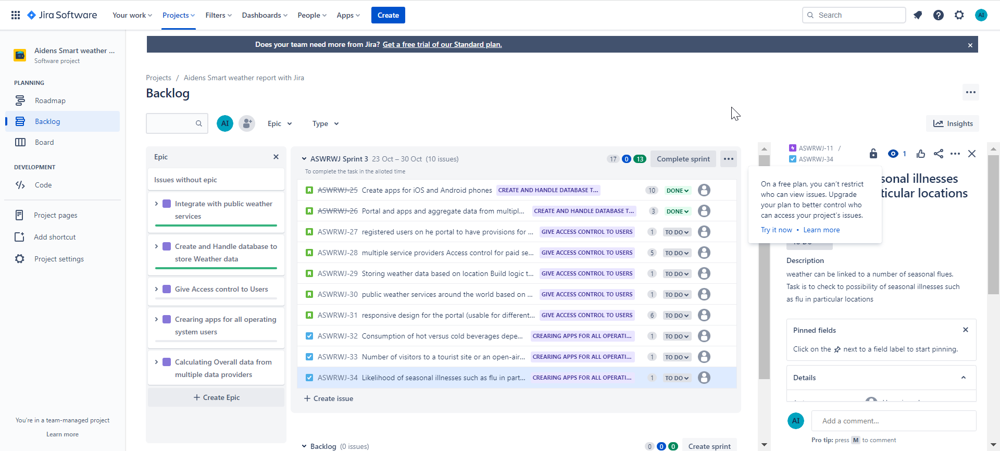 Jira Software
Your work
Projects
Filters
Dashboards
People
Apps
Create
Search
AI
Does your team need more from Jira? Get a free trial of our Standard plan.
Aidens Smart weather ...
Software project
PLANNING
Roadmap
Backlog
Board
DEVELOPMENT
Code
Project pages
Add shortcut
Project settings
You're in a team-managed project
Learn more
Projects / Aidens Smart weather report with Jira
Backlog
AI
Epic
Type
Insights
Epic
Issues without epic
Integrate with public weather
services
Create and Handle database to
store Weather data
Give Access control to Users
Crearing apps for all operating
system users
Calculating Overall data from
multiple data providers
+ Create Epic
ASWRWJ Sprint 3 23 Oct – 30 Oct (10 issues) 17 0 13 Complete sprint
To complete the task in the alloted time
ASWRWJ-25 Create apps for iOS and Android phones CREATE AND HANDLE DATABASE T... 10 DONE
ASWRWJ-26 Portal and apps and aggregate data from multipl... CREATE AND HANDLE DATABASE T... 3 DONE
ASWRWJ-27 registered users on he portal to have provisions for ... GIVE ACCESS CONTROL TO USERS 1 TO DO
ASWRWJ-28 multiple service providers Access control for paid se... GIVE ACCESS CONTROL TO USERS 5 TO DO
ASWRWJ-29 Storing weather data based on location Build logic t... GIVE ACCESS CONTROL TO USERS 1 TO DO
ASWRWJ-30 public weather services around the world based on ... GIVE ACCESS CONTROL TO USERS 1 TO DO
ASWRWJ-31 responsive design for the portal (usable for different... GIVE ACCESS CONTROL TO USERS 6 TO DO
ASWRWJ-32 Consumption of hot versus cold beverages depe... CREARING APPS FOR ALL OPERATI... 1 TO DO
ASWRWJ-33 Number of visitors to a tourist site or an open-air... CREARING APPS FOR ALL OPERATI... 1 TO DO
ASWRWJ-34 Likelihood of seasonal illnesses such as flu in part... CREARING APPS FOR ALL OPERATI... 1 TO DO
+ Create issue
Backlog (0 issues) 0 0 0 Create sprint
ASWRWJ-11 /
ASWRWJ-34
1
sonal illnesses
ticular locations
On a free plan, you can't restrict
who can view issues. Upgrade
your plan to better control who
can access your project's issues.
Try it now • Learn more
Description
weather can be linked to a number of seasonal flues.
Task is to check to possibility of seasonal illnesses such
as flu in particular locations
Pinned fields
Click on the next to a field label to start pinning.
Details
AI
Add a comment...
Pro tip: press M to comment